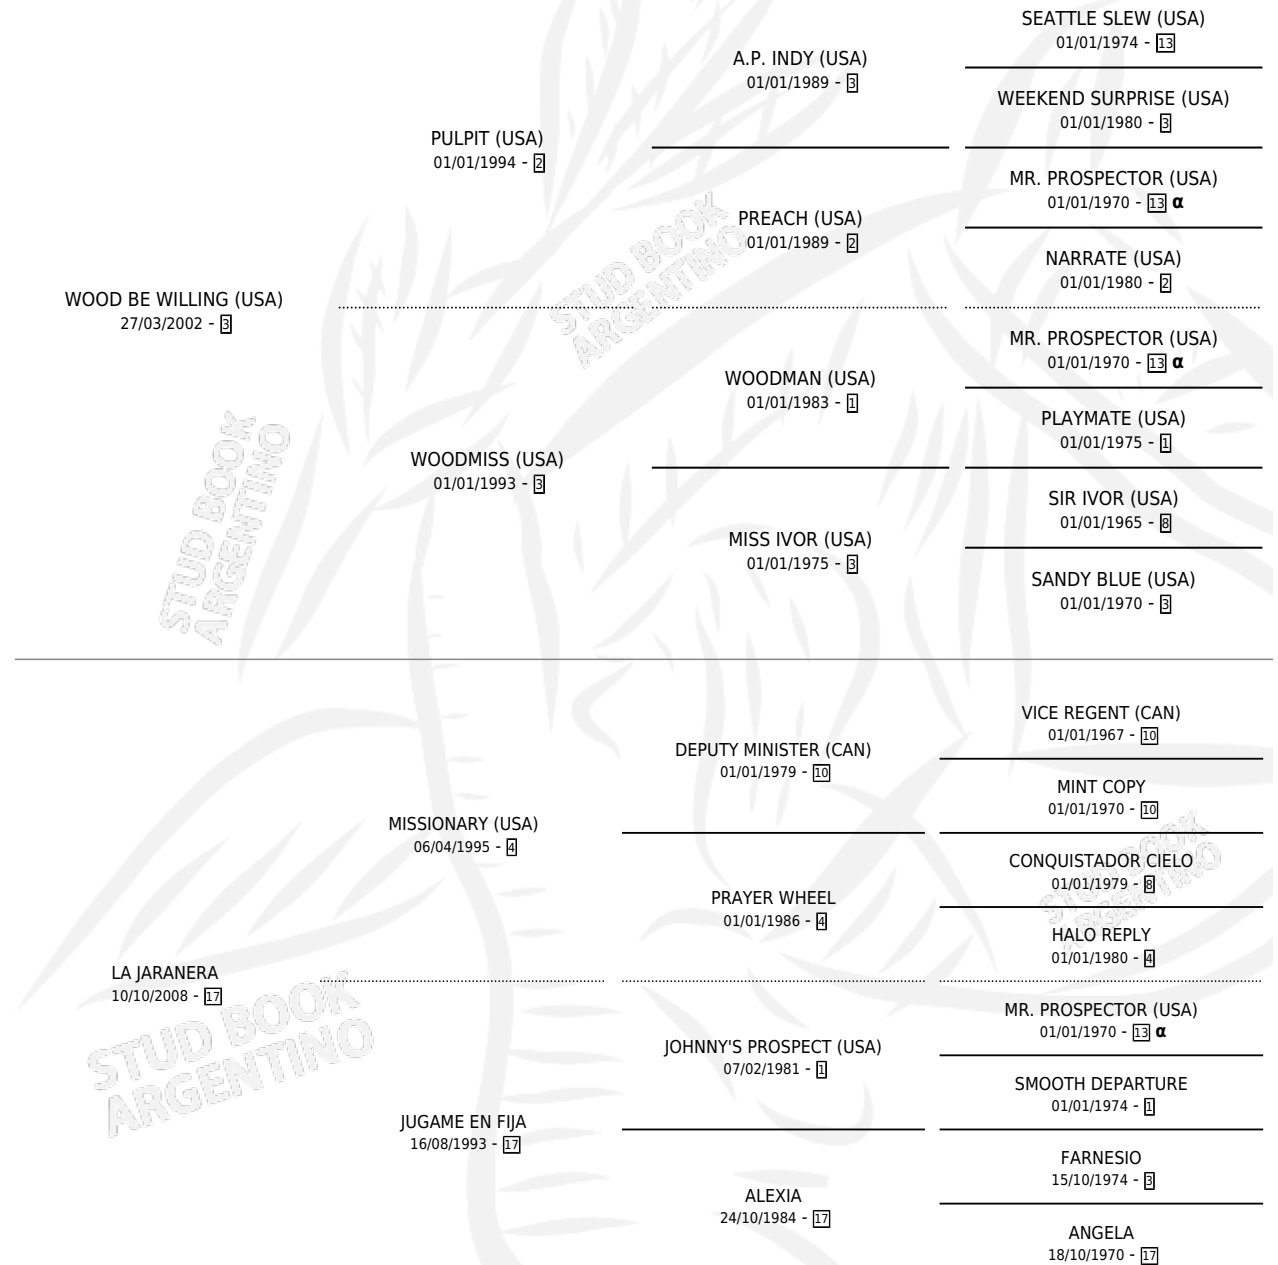 SEATTLE SLEW (USA)
01/01/1974 - 13
A.P. INDY (USA)
01/01/1989 - 3
WEEKEND SURPRISE (USA)
01/01/1980 - 3
PULPIT (USA)
01/01/1994 - 2
MR. PROSPECTOR (USA)
01/01/1970 - 13 α
PREACH (USA)
01/01/1989 - 2
NARRATE (USA)
01/01/1980 - 2
WOOD BE WILLING (USA)
27/03/2002 - 3
MR. PROSPECTOR (USA)
01/01/1970 - 13 α
WOODMAN (USA)
01/01/1983 - 1
PLAYMATE (USA)
01/01/1975 - 1
WOODMISS (USA)
01/01/1993 - 3
SIR IVOR (USA)
01/01/1965 - 8
MISS IVOR (USA)
01/01/1975 - 3
SANDY BLUE (USA)
01/01/1970 - 3
VICE REGENT (CAN)
01/01/1967 - 10
DEPUTY MINISTER (CAN)
01/01/1979 - 10
MINT COPY
01/01/1970 - 10
MISSIONARY (USA)
06/04/1995 - 4
CONQUISTADOR CIELO
01/01/1979 - 8
PRAYER WHEEL
01/01/1986 - 4
HALO REPLY
01/01/1980 - 4
LA JARANERA
10/10/2008 - 17
MR. PROSPECTOR (USA)
01/01/1970 - 13 α
JOHNNY'S PROSPECT (USA)
07/02/1981 - 1
SMOOTH DEPARTURE
01/01/1974 - 1
JUGAME EN FIJA
16/08/1993 - 17
FARNESIO
15/10/1974 - 3
ALEXIA
24/10/1984 - 17
ANGELA
18/10/1970 - 17
STUD BOOK
ARGENTINO
STUD BOOK
ARGENTINO
STUD BOOK
ARGENTINO
STUD BOOK
ARGENTINO